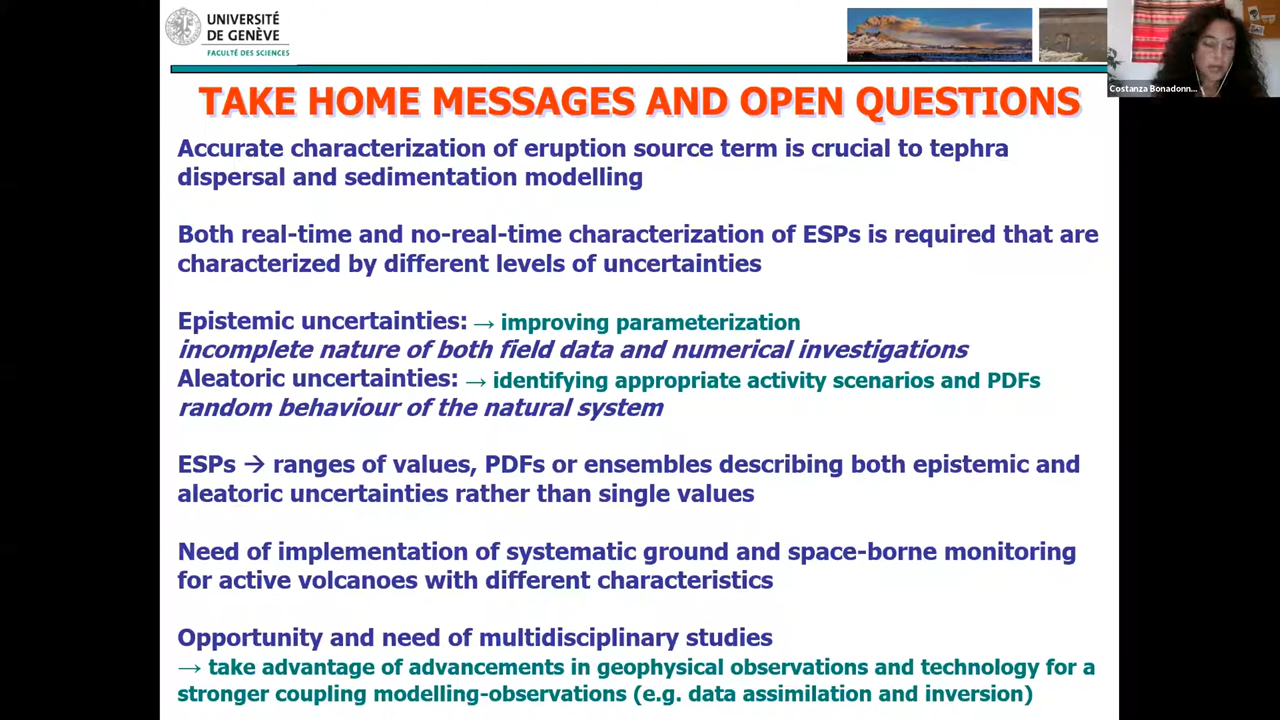 UNIVERSITÉ
DE GENÈVE
FACULTÉ DES SCIENCES
Costanza Bonadonn...
TAKE HOME MESSAGES AND OPEN QUESTIONS
Accurate characterization of eruption source term is crucial to tephra
dispersal and sedimentation modelling
Both real-time and no-real-time characterization of ESPs is required that are
characterized by different levels of uncertainties
Epistemic uncertainties: → improving parameterization
incomplete nature of both field data and numerical investigations
Aleatoric uncertainties: → identifying appropriate activity scenarios and PDFs
random behaviour of the natural system
ESPs → ranges of values, PDFs or ensembles describing both epistemic and
aleatoric uncertainties rather than single values
Need of implementation of systematic ground and space-borne monitoring
for active volcanoes with different characteristics
Opportunity and need of multidisciplinary studies
→ take advantage of advancements in geophysical observations and technology for a
stronger coupling modelling-observations (e.g. data assimilation and inversion)